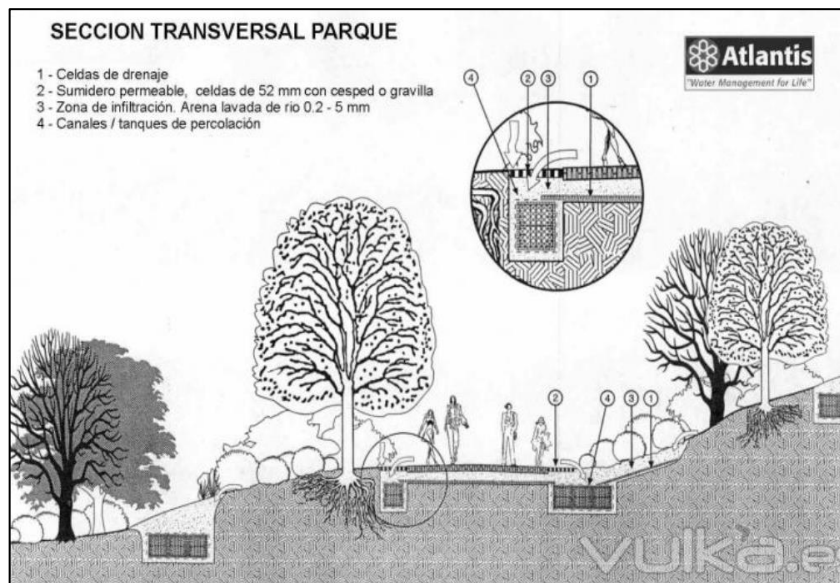 SECCION TRANSVERSAL PARQUE
1 - Celdas de drenaje
2 - Sumidero permeable, celdas de 52 mm con cesped o gravilla
3 - Zona de infiltración. Arena lavada de rio 0.2 - 5 mm
4 - Canales / tanques de percolación
Atlantis
"Water Management for Life"
4 2 3 1
2 4 3 1
vulka.e